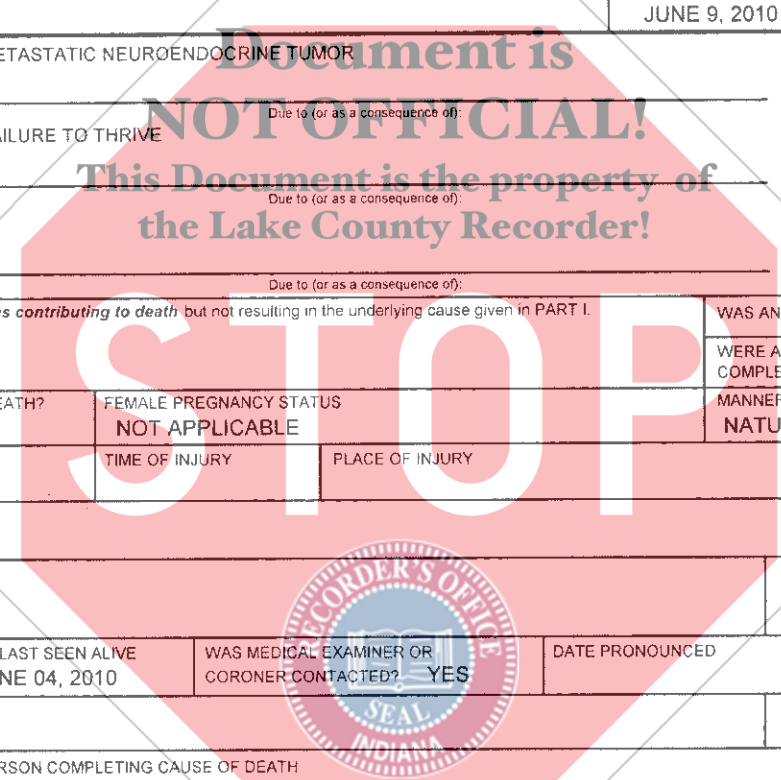 JUNE 9, 2010
ETASTATIC NEUROENDOCRINE TUMOR
Document is
NOT OFFICIAL!
Due to (or as a consequence of):
AILURE TO THRIVE
This Document is the property of
Due to (or as a consequence of):
the Lake County Recorder!
Due to (or as a consequence of):
es contributing to death but not resulting in the underlying cause given in PART I.
WAS AN
WERE A
COMPLE
STOP
EATH?
FEMALE PREGNANCY STATUS
NOT APPLICABLE
MANNER
NATU
TIME OF INJURY
PLACE OF INJURY
RECORDER'S OFFICE
LAST SEEN ALIVE
NE 04, 2010
WAS MEDICAL EXAMINER OR
CORONER CONTACTED? YES
DATE PRONOUNCED
SEAL
INDIANA
RSON COMPLETING CAUSE OF DEATH